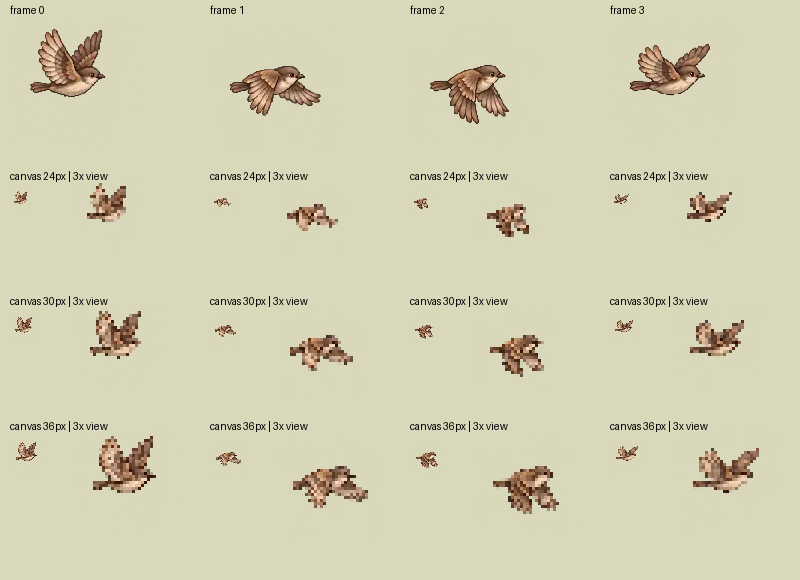 frame 0
frame 1
frame 2
frame 3
canvas 24px | 3x view
canvas 24px | 3x view
canvas 24px | 3x view
canvas 24px | 3x view
canvas 30px | 3x view
canvas 30px | 3x view
canvas 30px | 3x view
canvas 30px | 3x view
canvas 36px | 3x view
canvas 36px | 3x view
canvas 36px | 3x view
canvas 36px | 3x view